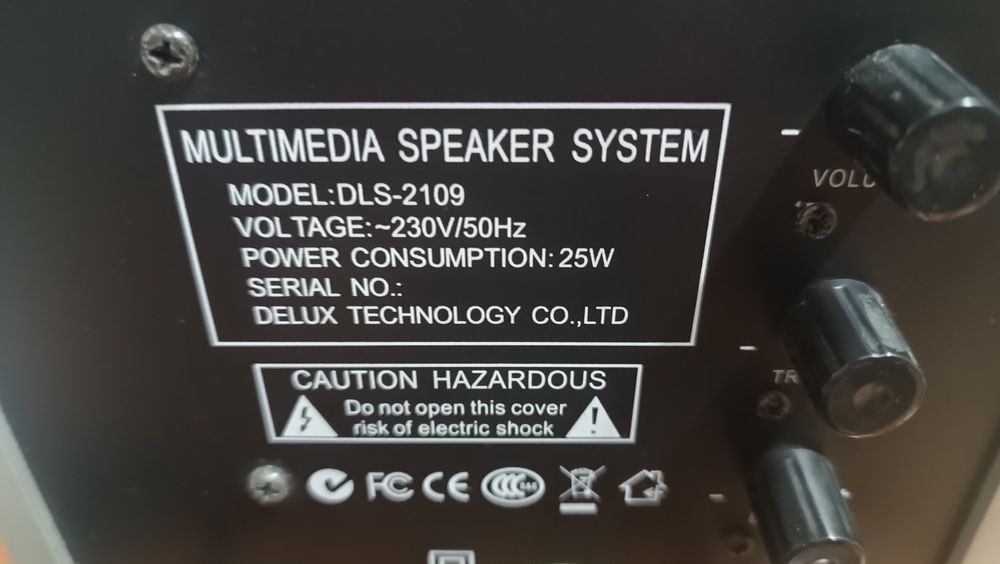 MULTIMEDIA SPEAKER SYSTEM
MODEL:DLS-2109
VOLTAGE:~230V/50Hz
POWER CONSUMPTION:25W
SERIAL NO.:
DELUX TECHNOLOGY CO.,LTD
CAUTION HAZARDOUS
Do not open this cover
risk of electric shock
FC CE CCC